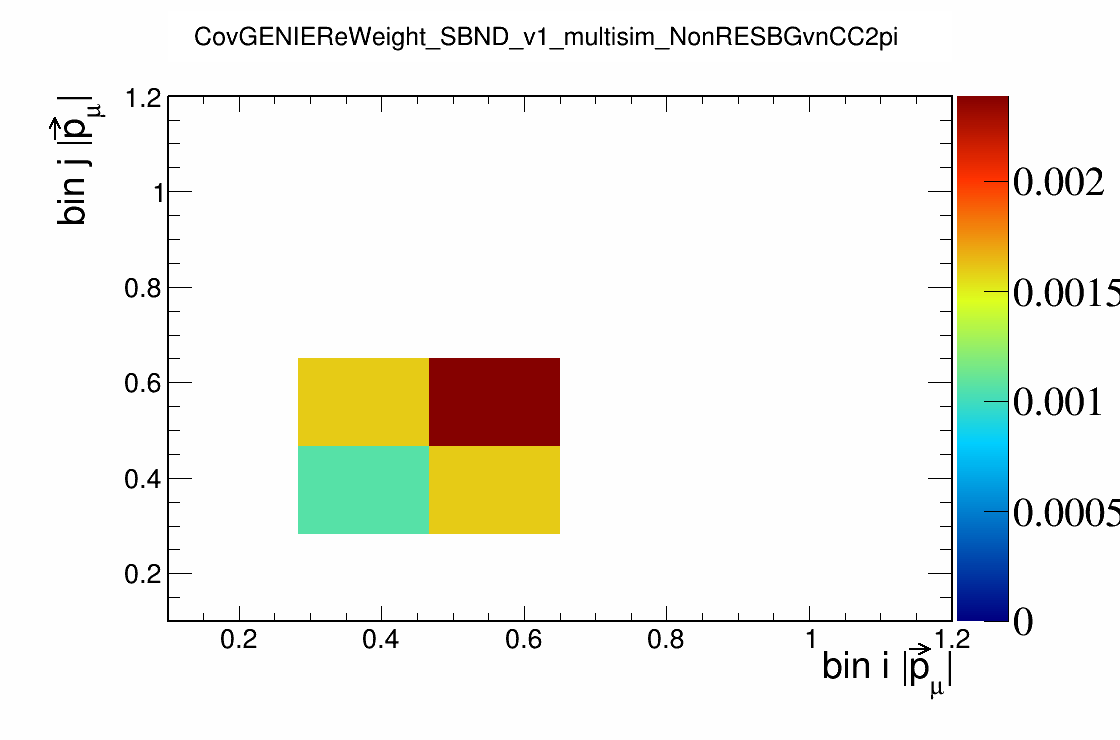 CovGENIEReWeight_SBND_v1_multisim_NonRESBGvnCC2pi
bin j |p⃗μ|
1.2
1
0.8
0.6
0.4
0.2
0.2 0.4 0.6 0.8 1 1.2
bin i |p⃗μ|
0.002
0.0015
0.001
0.0005
0